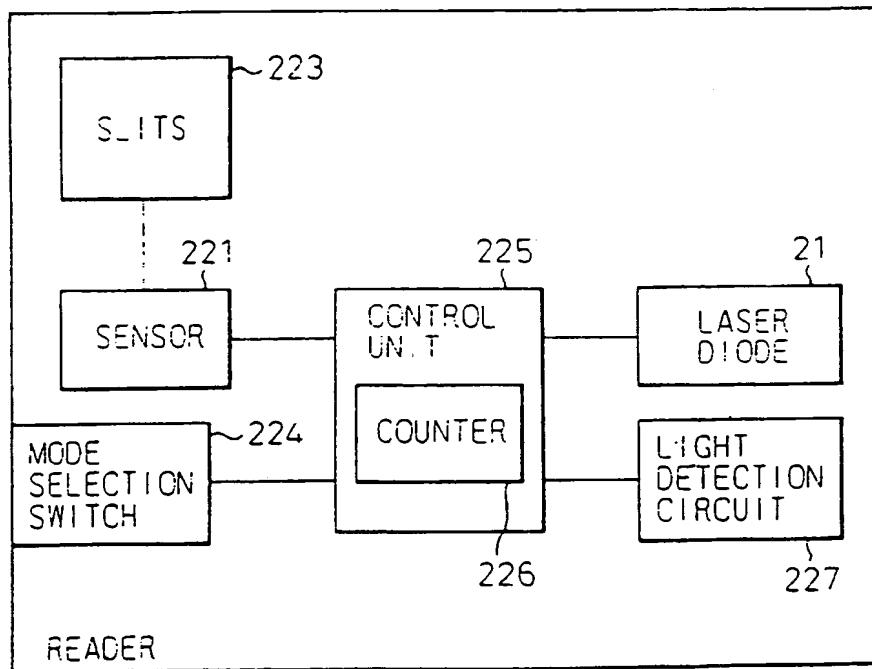 223
SLITS
221
SENSOR
225
CONTROL
UNIT
COUNTER
226
21
LASER
DIODE
224
MODE
SELECTION
SWITCH
LIGHT
DETECTION
CIRCUIT
227
READER